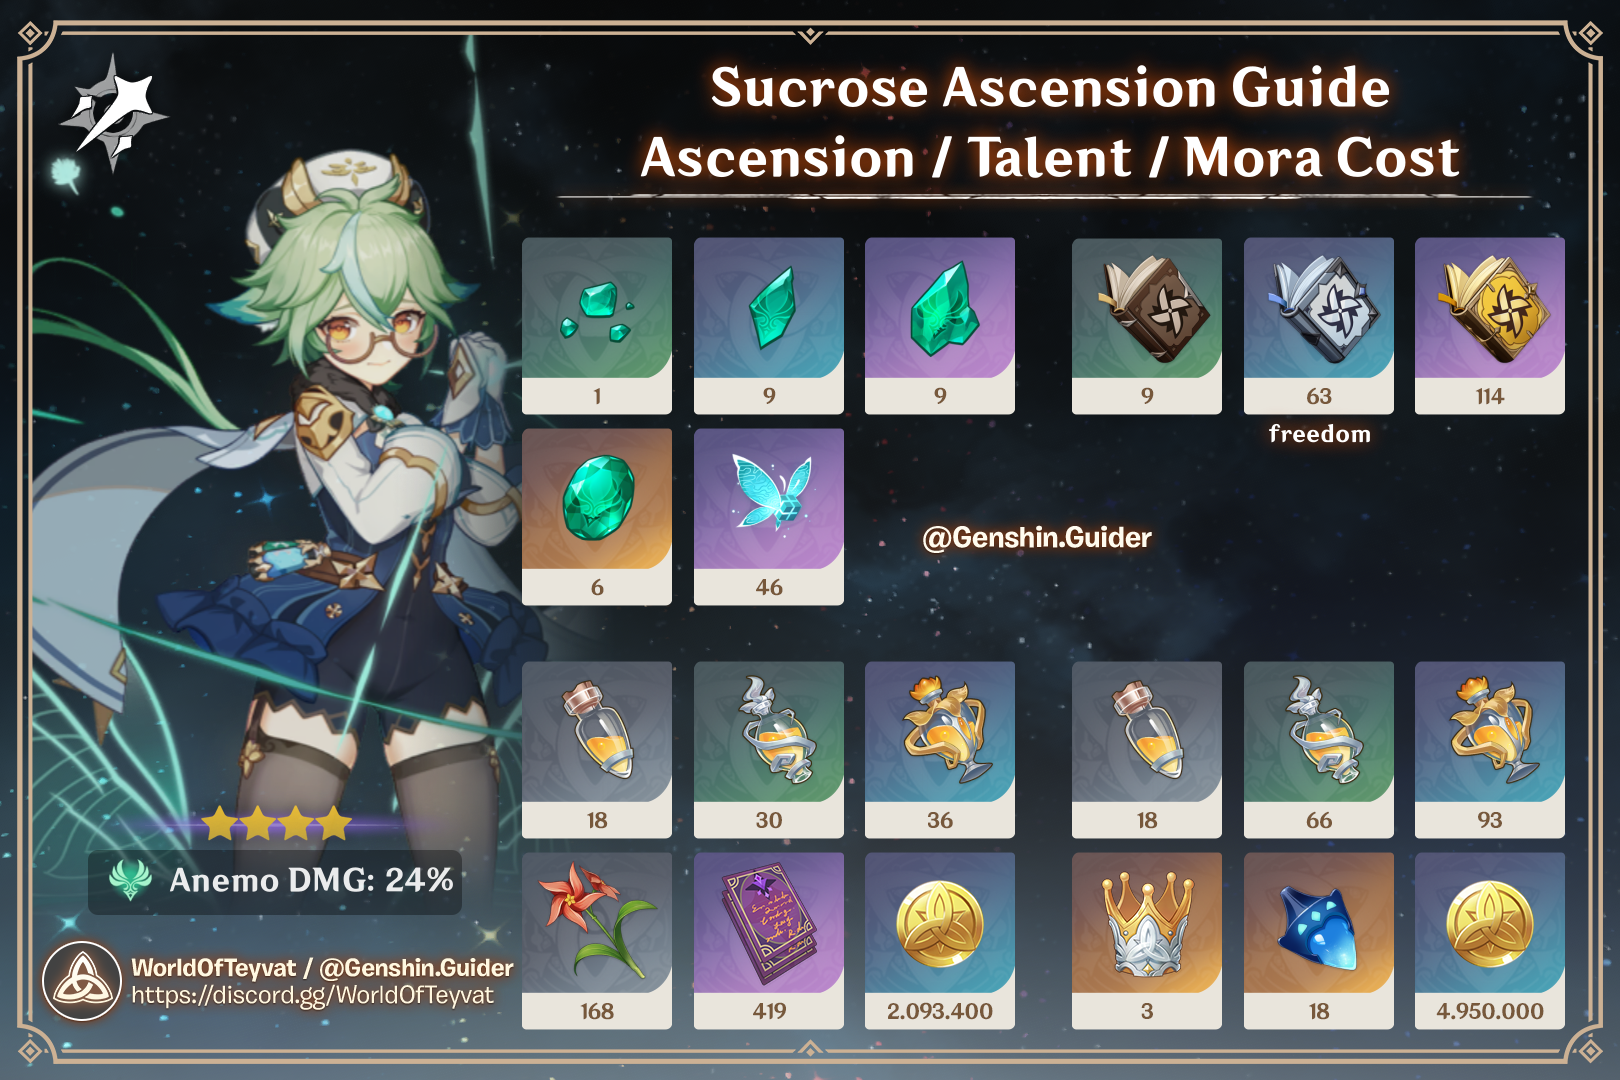 Sucrose Ascension Guide
Ascension / Talent / Mora Cost
1
9
9
9
63
114
freedom
6
46
@Genshin.Guider
18
30
36
18
66
93
168
419
2.093.400
3
18
4.950.000
Anemo DMG: 24%
WorldOfTeyvat / @Genshin.Guider
https://discord.gg/WorldOfTeyvat